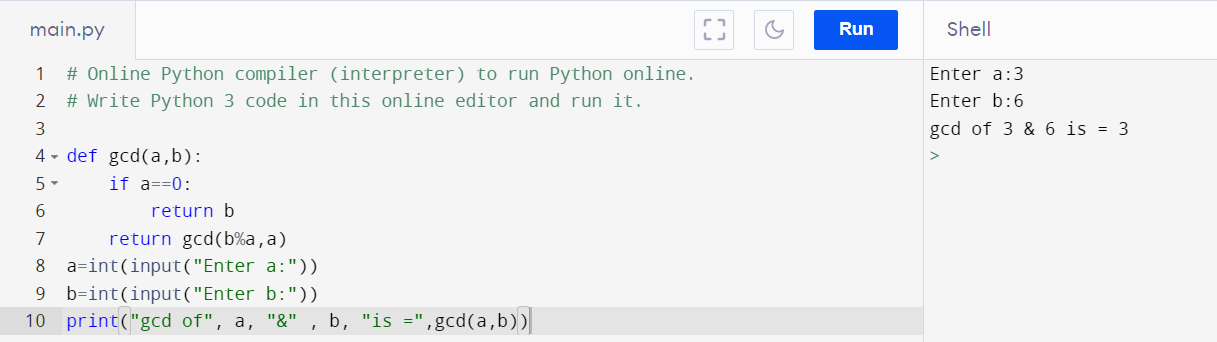 main.py
Run
Shell
1 # Online Python compiler (interpreter) to run Python online.
2 # Write Python 3 code in this online editor and run it.
3
4 def gcd(a,b):
5     if a==0:
6         return b
7     return gcd(b%a,a)
8 a=int(input("Enter a:"))
9 b=int(input("Enter b:"))
10 print("gcd of", a, "&" , b, "is =",gcd(a,b))
Enter a:3
Enter b:6
gcd of 3 & 6 is = 3
>